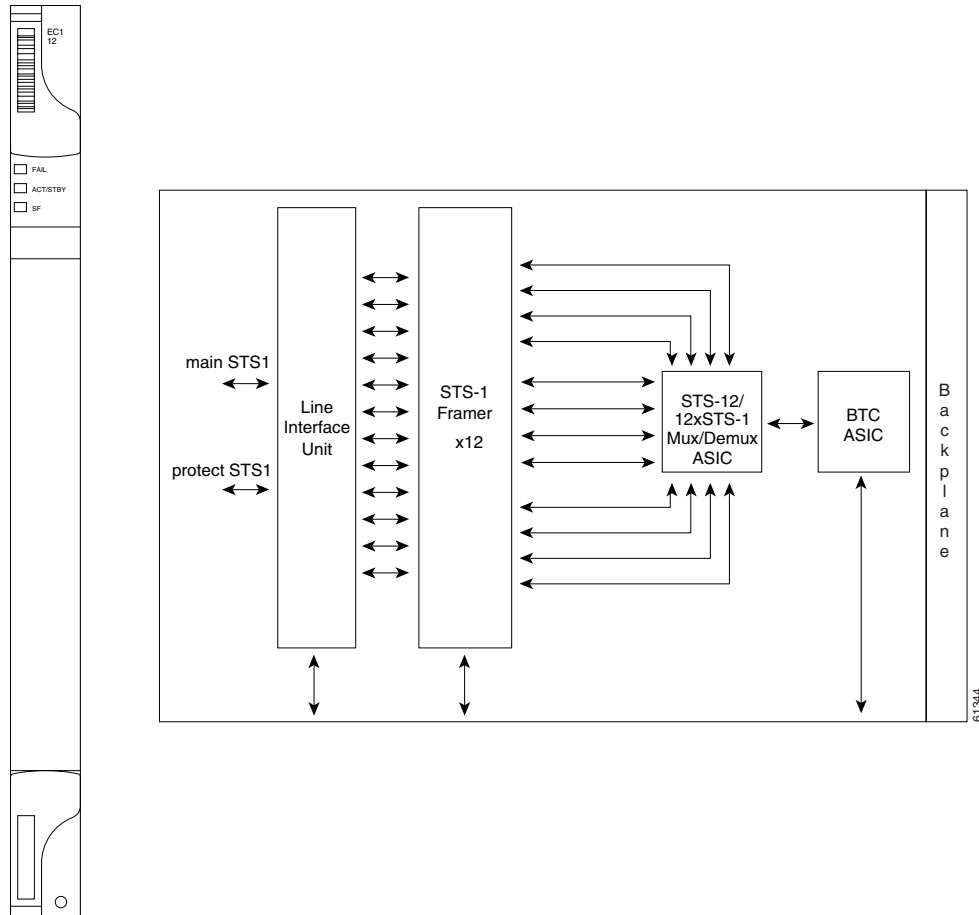 EC1
12
FAIL
ACT/STBY
SF
main STS1
protect STS1
Line
Interface
Unit
STS-1
Framer
x12
STS-12/
12xSTS-1
Mux/Demux
ASIC
BTC
ASIC
Backplane
61344